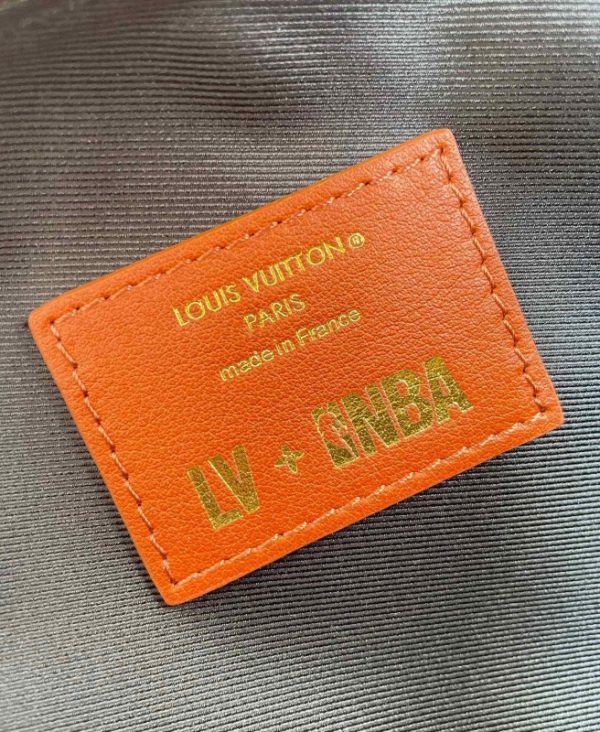 LOUIS VUITTON®
PARIS
made in France
LV + NBA